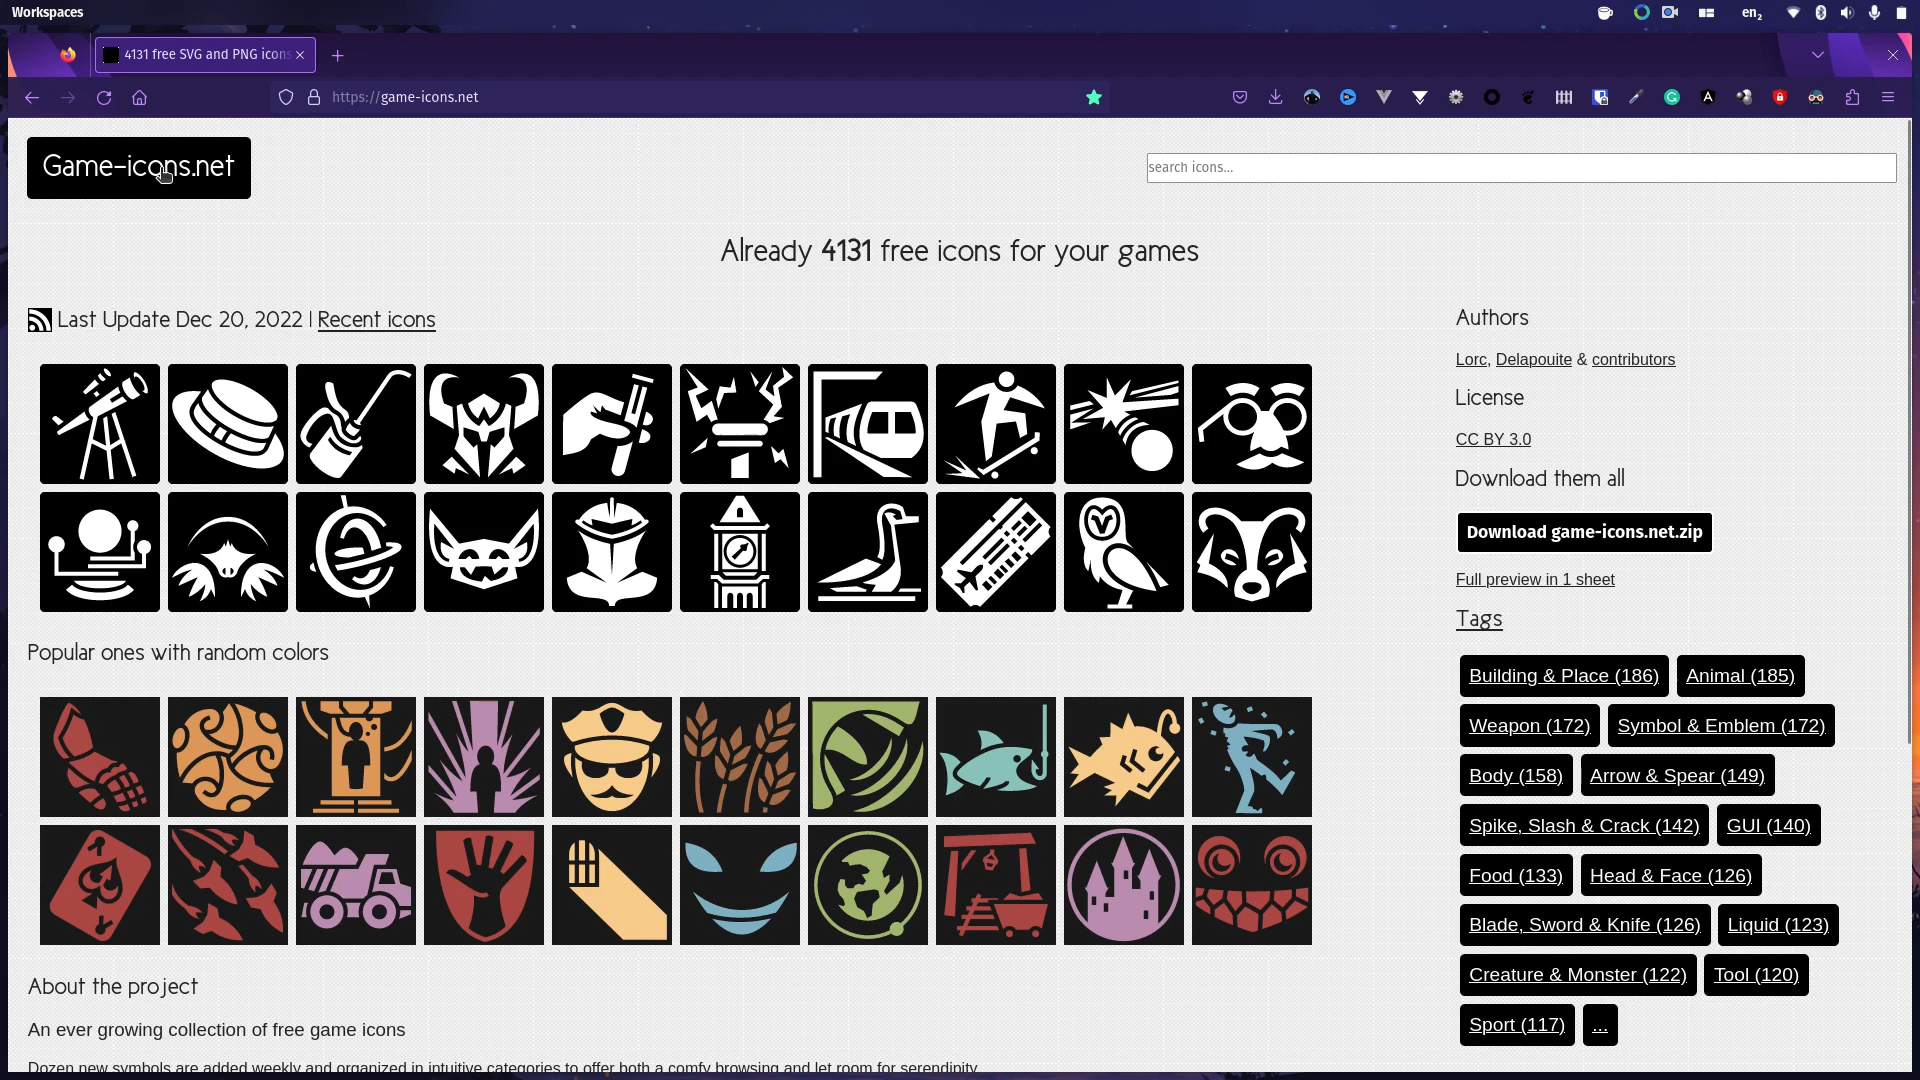 Workspaces
en₂
4131 free SVG and PNG icons
https://game-icons.net
Game-icons.net
search icons...
Already 4131 free icons for your games
Last Update Dec 20, 2022 | Recent icons
Popular ones with random colors
About the project
An ever growing collection of free game icons
Dozen new symbols are added weekly and organized in intuitive categories to offer both a comfy browsing and let room for serendipity.
Authors
Lorc, Delapouite & contributors
License
CC BY 3.0
Download them all
Download game-icons.net.zip
Full preview in 1 sheet
Tags
Building & Place (186) Animal (185)
Weapon (172) Symbol & Emblem (172)
Body (158) Arrow & Spear (149)
Spike, Slash & Crack (142) GUI (140)
Food (133) Head & Face (126)
Blade, Sword & Knife (126) Liquid (123)
Creature & Monster (122) Tool (120)
Sport (117) ...